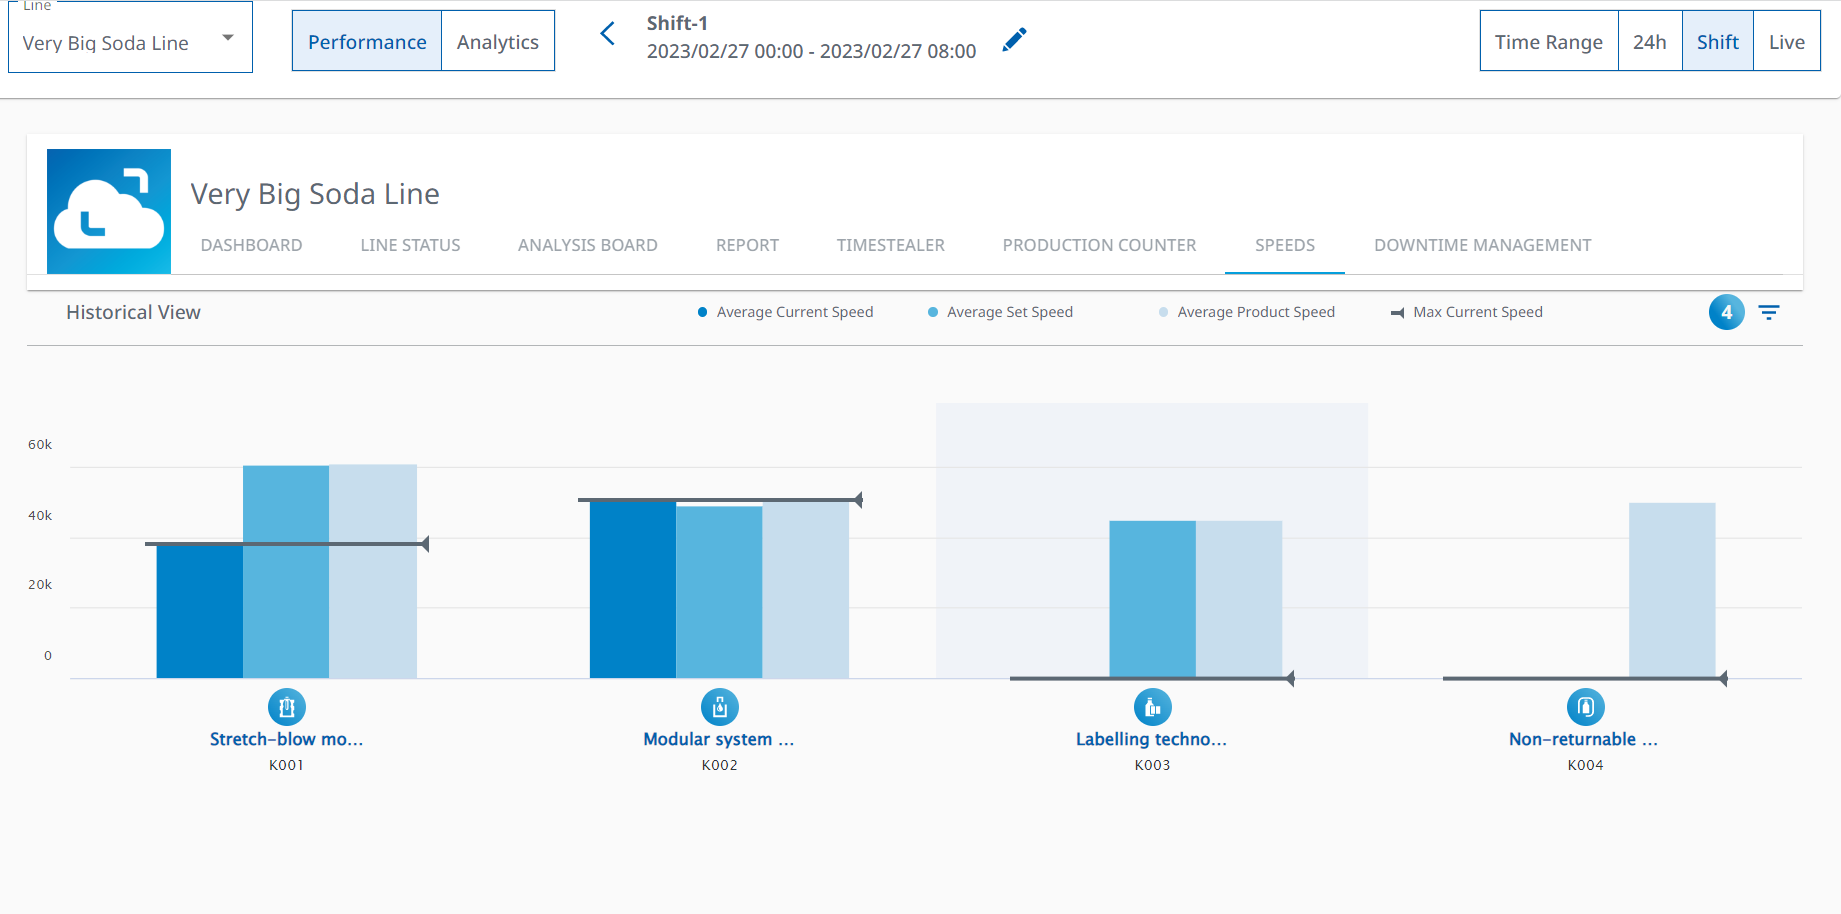 Line
Very Big Soda Line
Performance
Analytics
Shift-1
2023/02/27 00:00 - 2023/02/27 08:00
Time Range
24h
Shift
Live
Very Big Soda Line
DASHBOARD
LINE STATUS
ANALYSIS BOARD
REPORT
TIMESTEALER
PRODUCTION COUNTER
SPEEDS
DOWNTIME MANAGEMENT
Historical View
Average Current Speed
Average Set Speed
Average Product Speed
Max Current Speed
4
60k
40k
20k
0
Stretch-blow mo...
K001
Modular system ...
K002
Labelling techno...
K003
Non-returnable ...
K004